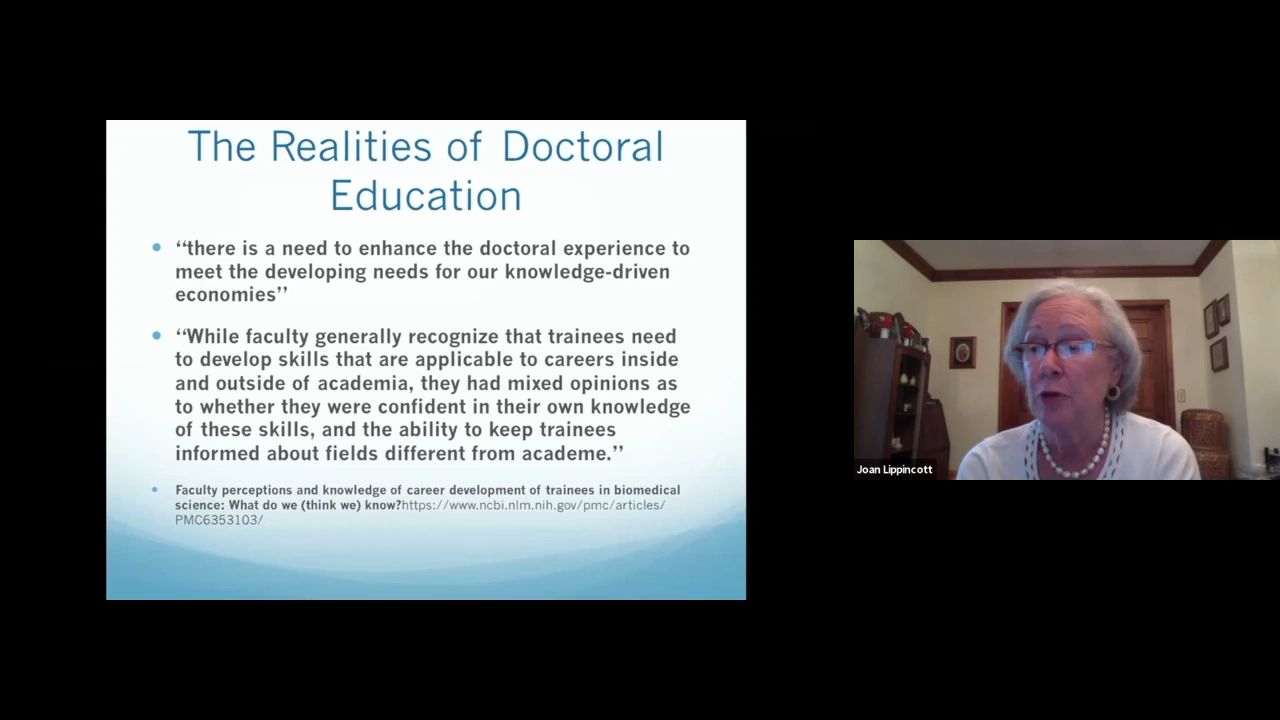 The Realities of Doctoral
Education
“there is a need to enhance the doctoral experience to
meet the developing needs for our knowledge-driven
economies”
“While faculty generally recognize that trainees need
to develop skills that are applicable to careers inside
and outside of academia, they had mixed opinions as
to whether they were confident in their own knowledge
of these skills, and the ability to keep trainees
informed about fields different from academe.”
Faculty perceptions and knowledge of career development of trainees in biomedical
science: What do we (think we) know?https://www.ncbi.nlm.nih.gov/pmc/articles/
PMC6353103/
Joan Lippincott